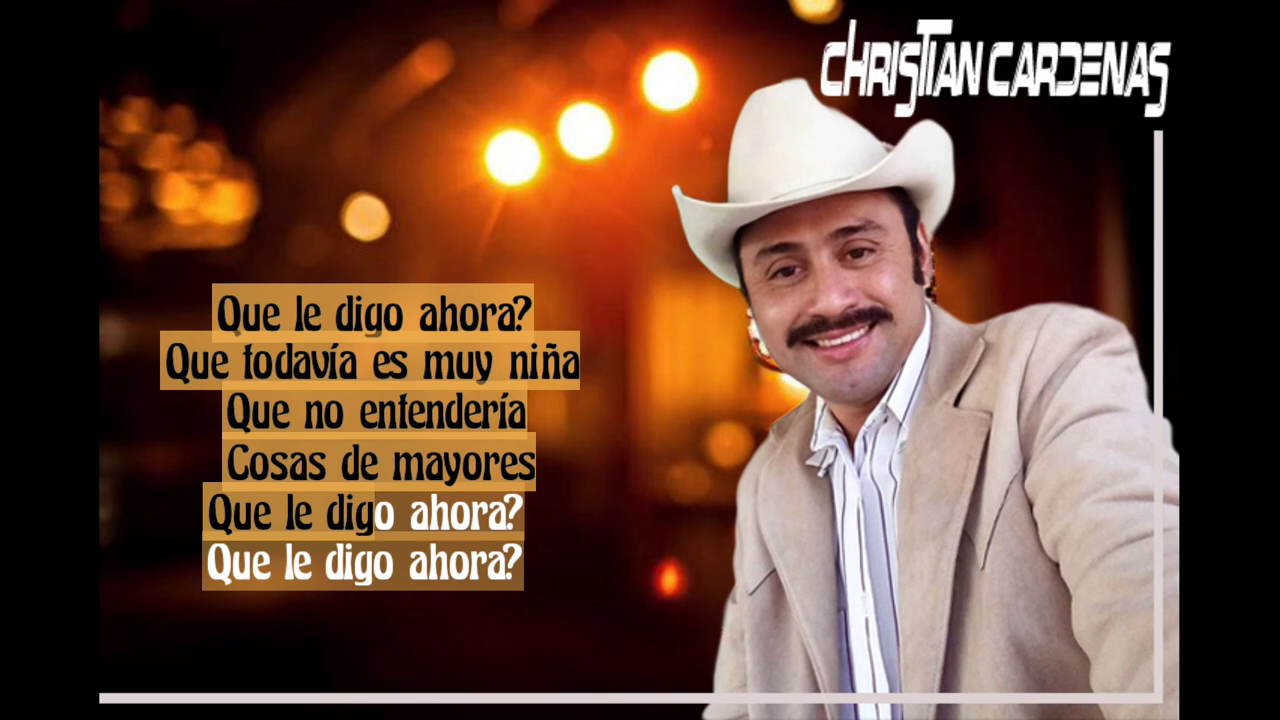 CHRISTIAN CARDENAS
Que le digo ahora?
Que todavía es muy niña
Que no entendería
Cosas de mayores
Que le digo ahora?
Que le digo ahora?